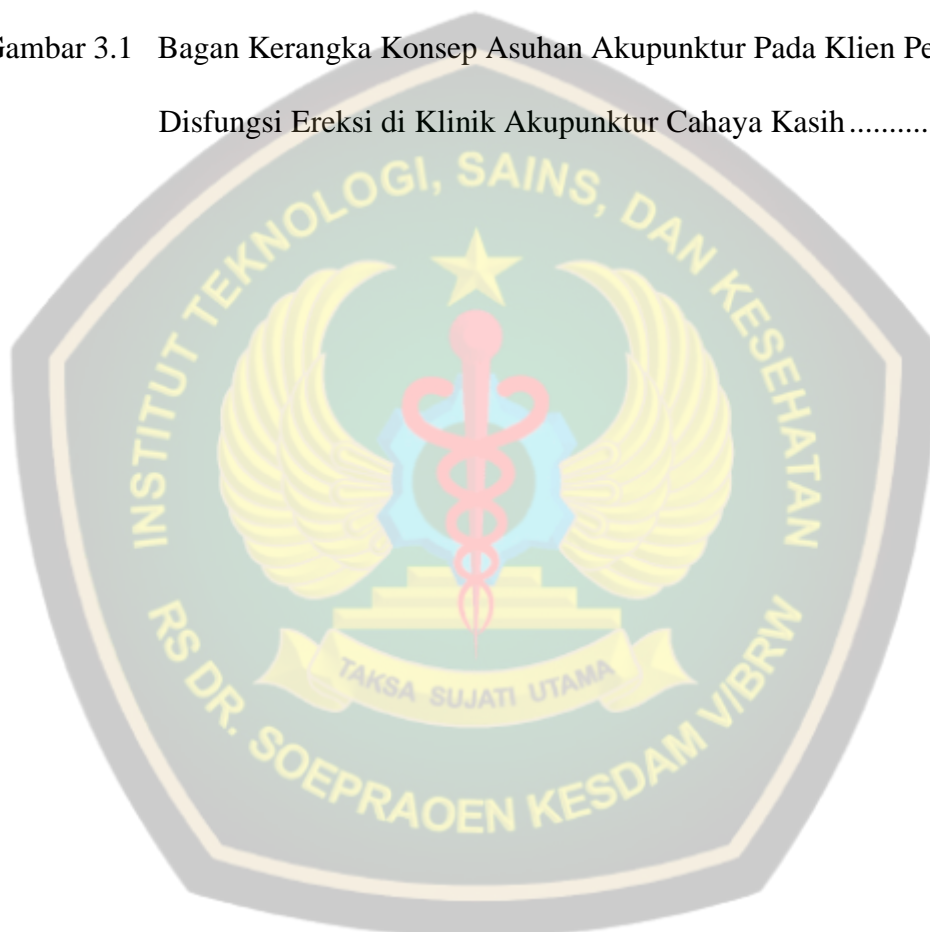 Gambar 3.1 Bagan Kerangka Konsep Asuhan Akupunktur Pada Klien
Disfungsi Ereksi di Klinik Akupunktur Cahaya Kasih..........
INSTITUT TEKNOLOGI, SAINS, DAN KESEHATAN
TAKSA SUJATI UTAMA
RS DR. SOEPRAOEN KESDAM V/BRW